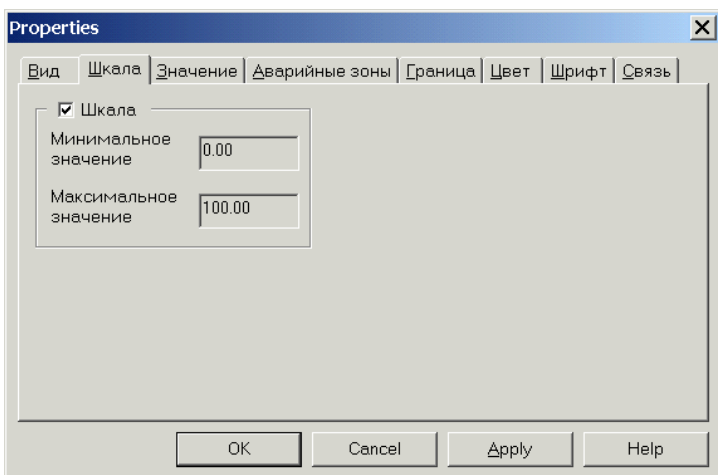 Properties
Вид Шкала Значение Аварийные зоны Граница Цвет Шрифт Связь
Шкала
Минимальное
значение
0.00
Максимальное
значение
100.00
OK Cancel Apply Help